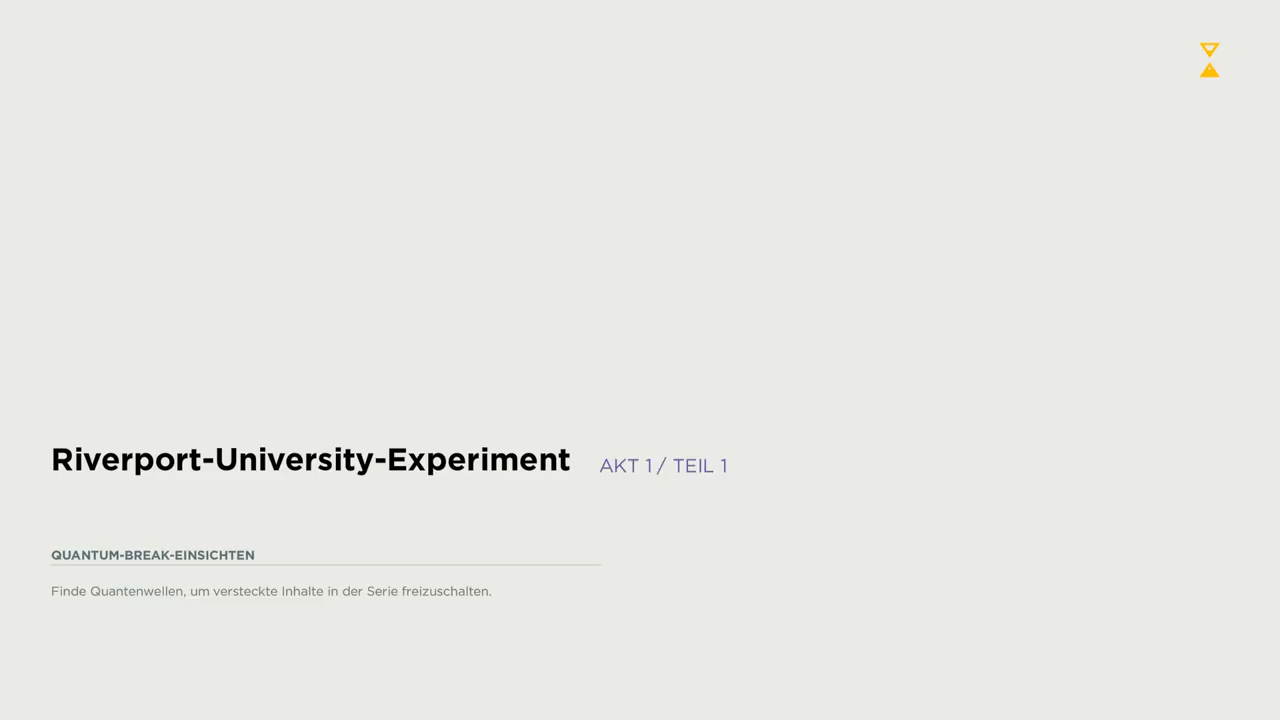 Riverport-University-Experiment AKT 1 / TEIL 1
QUANTUM-BREAK-EINSICHTEN
Finde Quantenwellen, um versteckte Inhalte in der Serie freizuschalten.